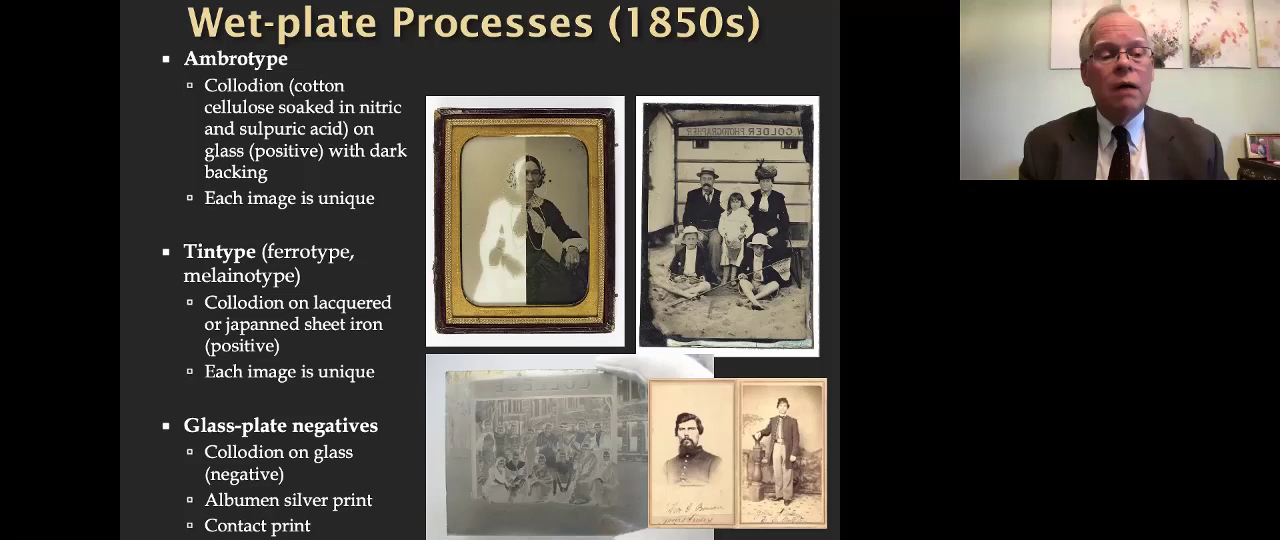 Wet-plate Processes (1850s)
▪ Ambrotype
▫ Collodion (cotton
cellulose soaked in nitric
and sulpuric acid) on
glass (positive) with dark
backing
▫ Each image is unique
▪ Tintype (ferrotype,
melainotype)
▫ Collodion on lacquered
or japanned sheet iron
(positive)
▫ Each image is unique
▪ Glass-plate negatives
▫ Collodion on glass
(negative)
▫ Albumen silver print
▫ Contact print
W. GOLDER. PHOTOGRAPHER